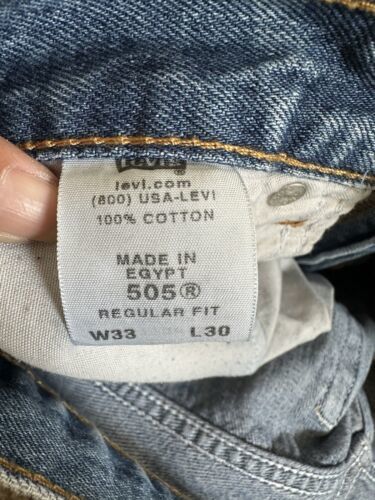 Levi's®
levi.com
(800) USA-LEVI
100% COTTON
MADE IN
EGYPT
505®
REGULAR FIT
W33 L30